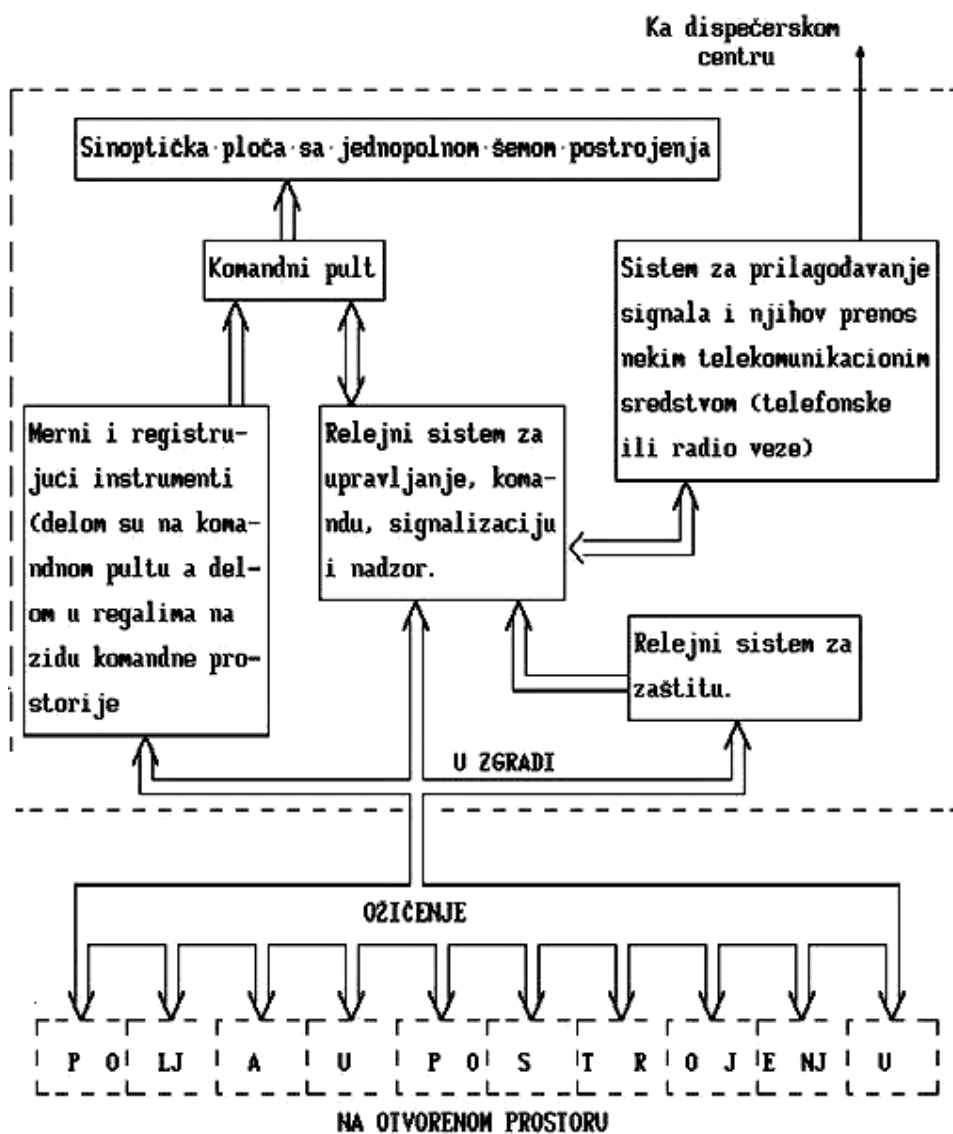 Ka dispečerskom
centru
Sinoptička·ploča·sa·jednopolnom·šemom·postrojenja
Komandni pult
Sistem za prilagođavanje
signala i njihov prenos
nekim telekomunikacionim
sredstvom (telefonske
ili radio veze)
Merni i registru-
jući instrumenti
(delom su na koma-
ndnom pultu a del-
om u regalima na
zidu komandne pro-
storije
Relejni sistem za
upravljanje, koma-
ndu, signalizaciju
i nadzor.
Relejni sistem za
zaštitu.
U ZGRADI
OŽIČENJE
P O LJ A U P O S T R O J E NJ U
NA OTVORENOM PROSTORU